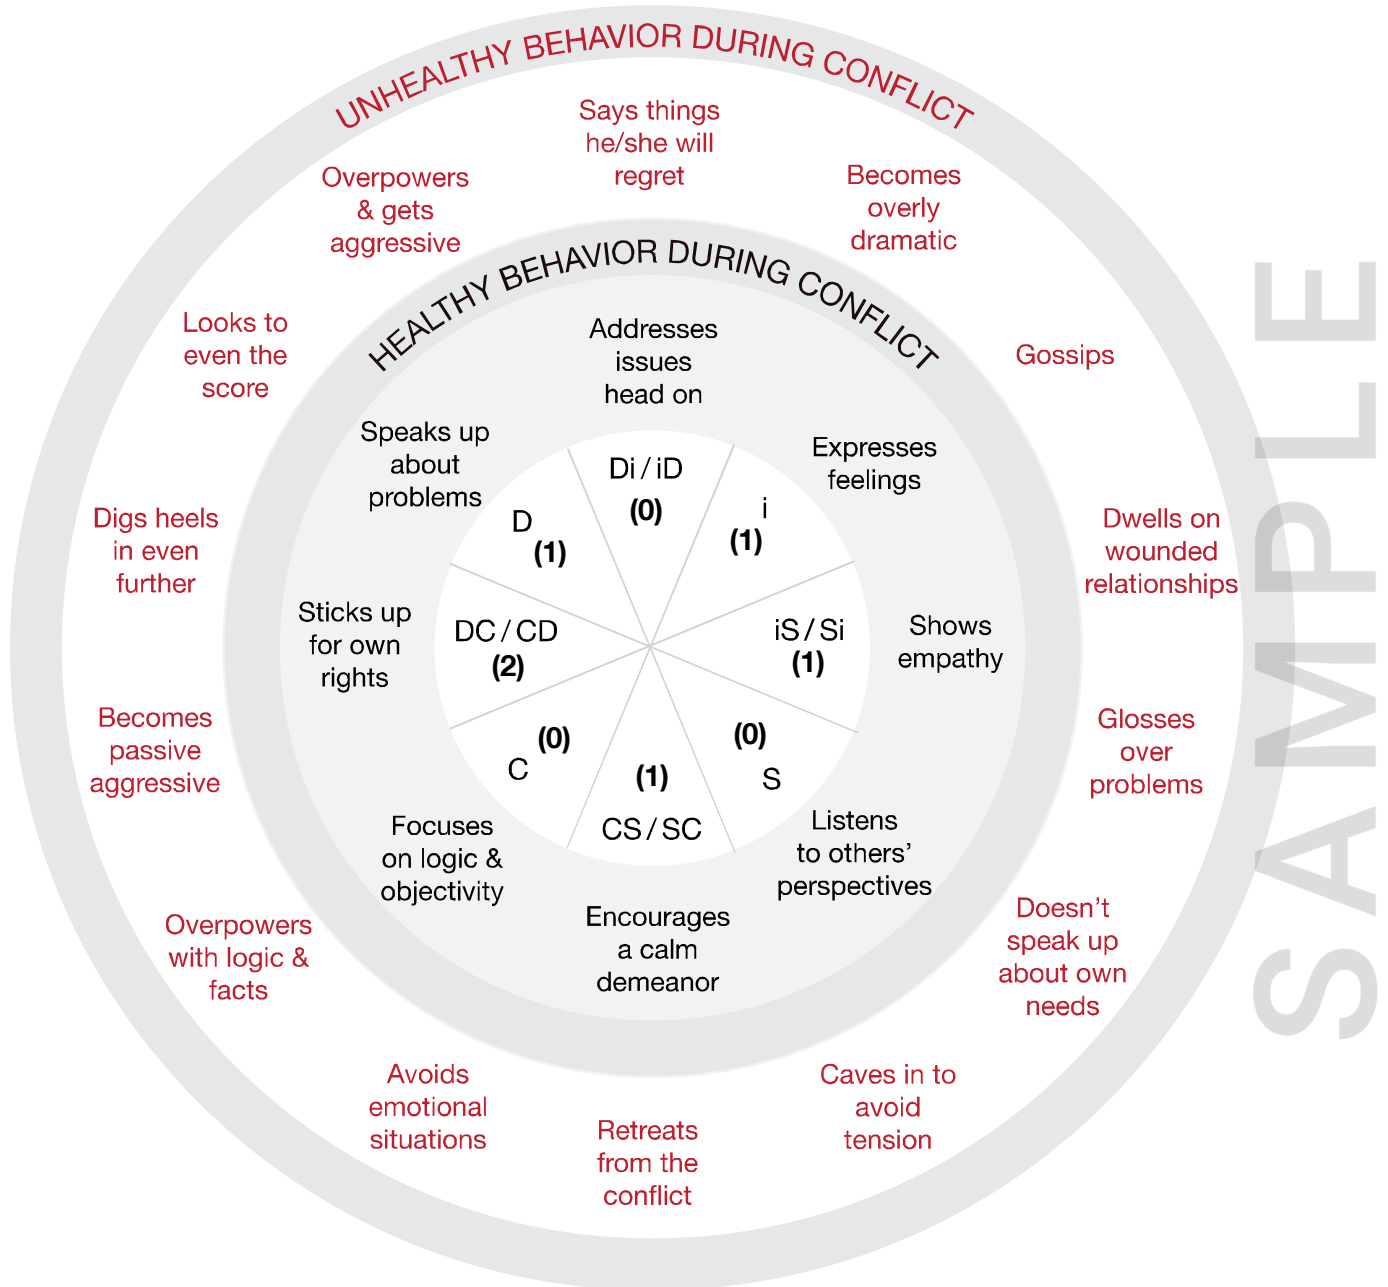 UNHEALTHY BEHAVIOR DURING CONFLICT
Says things
he/she will
regret
Becomes
overly
dramatic
Gossips
Dwells on
wounded
relationships
Glosses
over
problems
Doesn't
speak up
about own
needs
Caves in to
avoid
tension
Retreats
from the
conflict
Avoids
emotional
situations
Overpowers
with logic &
facts
Becomes
passive
aggressive
Digs heels
in even
further
Looks to
even the
score
Overpowers
& gets
aggressive
HEALTHY BEHAVIOR DURING CONFLICT
Addresses
issues
head on
Expresses
feelings
Shows
empathy
Listens
to others’
perspectives
Encourages
a calm
demeanor
Focuses
on logic &
objectivity
Sticks up
for own
rights
Speaks up
about
problems
Di / iD
(0)
i
(1)
iS / Si
(1)
(0)
S
(1)
CS / SC
(0)
C
DC / CD
(2)
D
(1)
SAMPLE